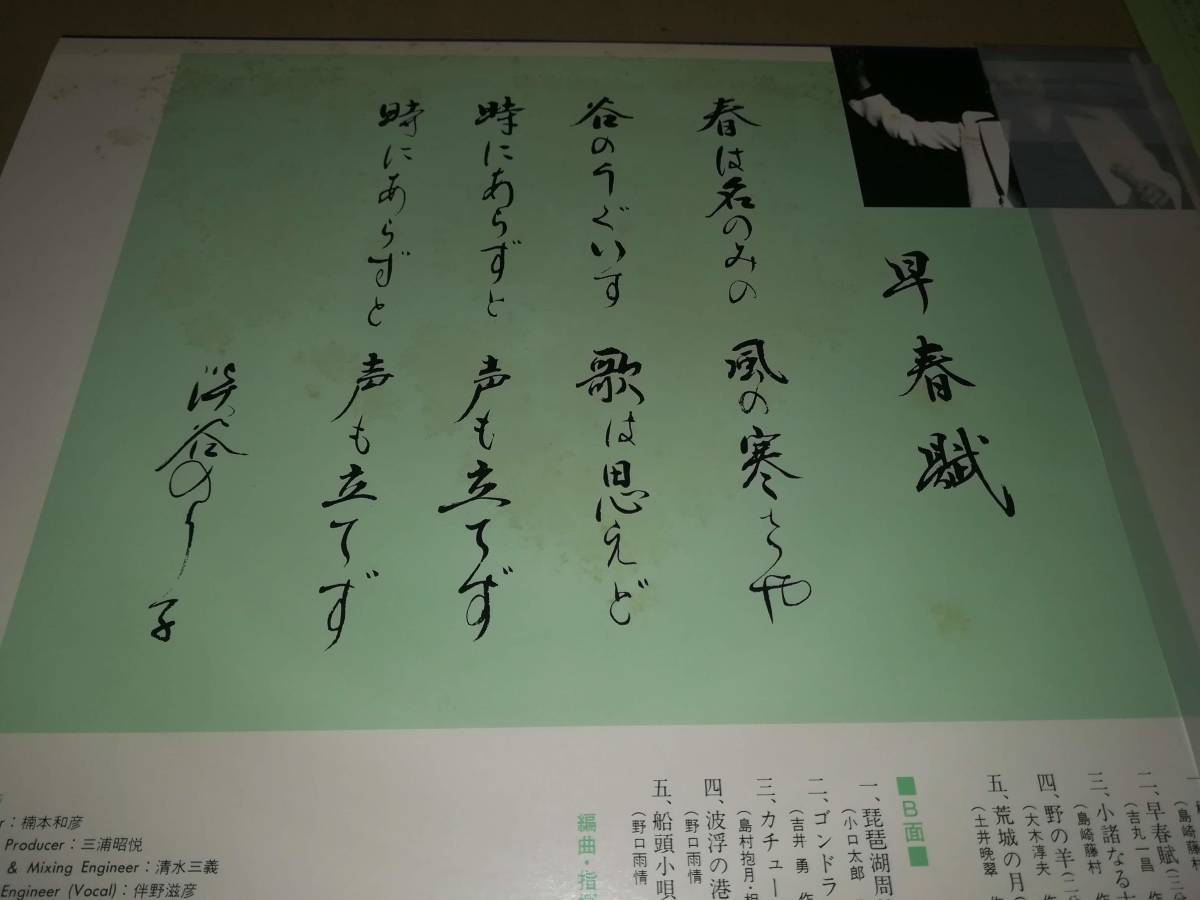 早春賦
春は名のみの 風の寒さや
谷のうぐいす 歌は思えど
時にあらずと 声も立てず
時にあらずと 声も立てず
渋谷のり子
二、早春賦(三
(吉丸一昌 作
三、小諸なる古
(島崎藤村 作
四、野の羊(二
(大木淳夫 作
五、荒城の月(
(土井晩翠 作
■B面■
一、琵琶湖周
(小口太郎
二、ゴンドラ
(吉井 勇 作
三、カチュー
(島村抱月・相
四、波浮の港
(野口雨情
五、船頭小唄
(野口雨情
編曲・指揮
er：楠本和彦
Producer：三浦昭悦
& Mixing Engineer：清水三義
Engineer (Vocal)：伴野滋彦